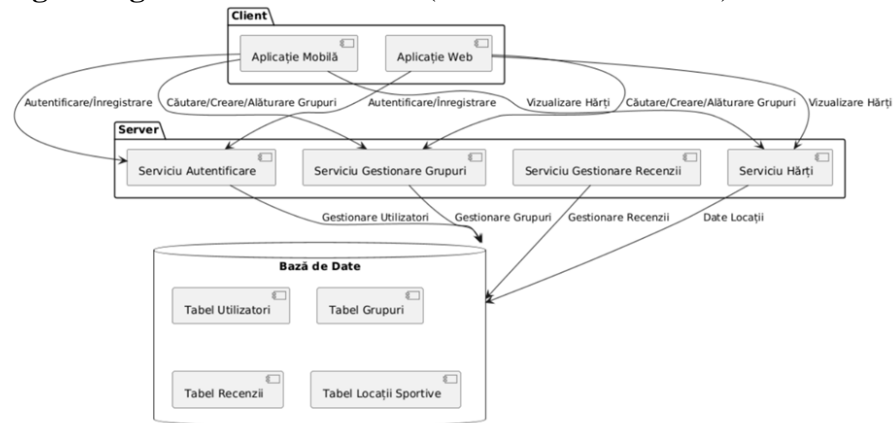 Client
Aplicație Mobilă
Aplicație Web
Autentificare/Înregistrare
Căutare/Creare/Alăturare Grupuri
Autentificare/Înregistrare
Vizualizare Hărți
Căutare/Creare/Alăturare Grupuri
Vizualizare Hărți
Server
Serviciu Autentificare
Serviciu Gestionare Grupuri
Serviciu Gestionare Recenzii
Serviciu Hărți
Gestionare Utilizatori
Gestionare Grupuri
Gestionare Recenzii
Date Locații
Bază de Date
Tabel Utilizatori
Tabel Grupuri
Tabel Recenzii
Tabel Locații Sportive